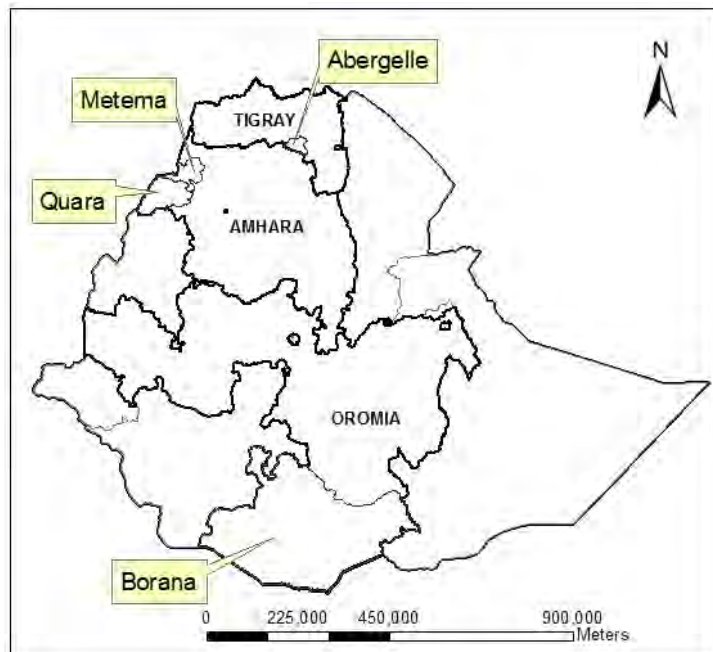 Abergelle
N
Metema
TIGRAY
Quara
AMHARA
OROMIA
Borana
0 225,000 450,000 900,000
Meters